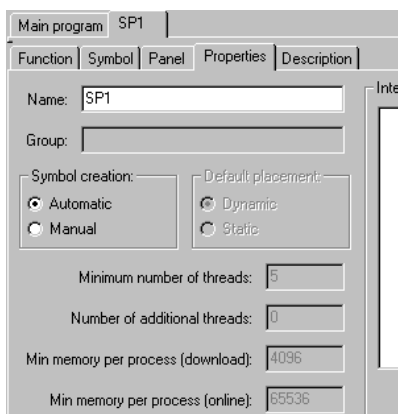 Main program SP1
Function Symbol Panel Properties Description
Name: SP1 Inte
Group:
Symbol creation: Default placement:
Automatic Dynamic
Manual Static
Minimum number of threads: 5
Number of additional threads: 0
Min memory per process (download): 4096
Min memory per process (online): 65536